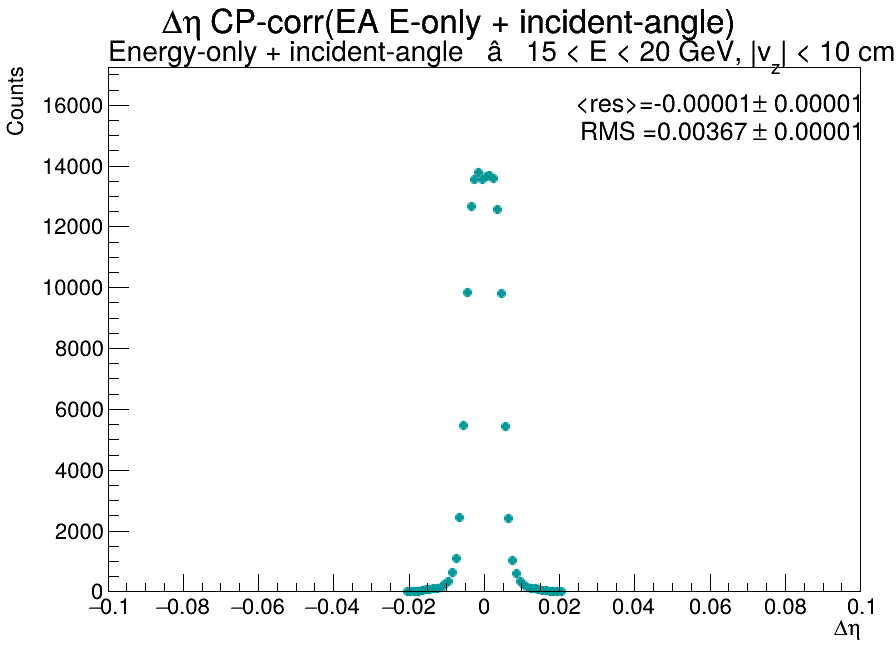 Δη CP-corr(EA E-only + incident-angle)
Energy-only + incident-angle â 15 < E < 20 GeV, |v_z| < 10 cm
Counts
<res>=-0.00001± 0.00001
RMS =0.00367± 0.00001
16000
14000
12000
10000
8000
6000
4000
2000
0
−0.1 −0.08 −0.06 −0.04 −0.02 0 0.02 0.04 0.06 0.08 0.1
Δη